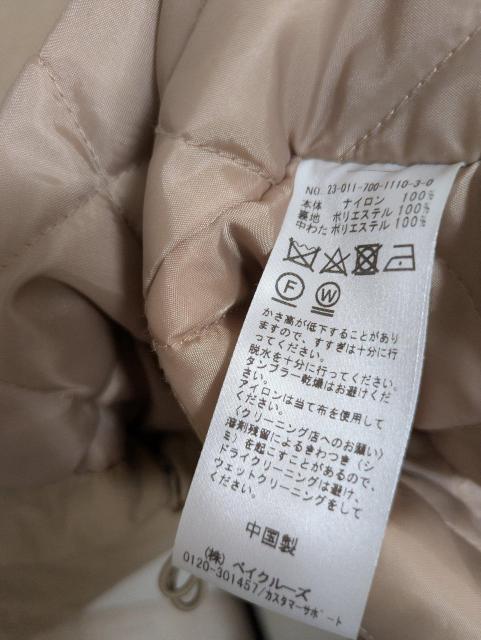 NO. 23-011-700-1110-3-0
本体 ナイロン 100%
裏地 ポリエステル 100%
中わた ポリエステル 100%
F W
かさ高が低下することがあり
ますので、すすぎは十分に行
ってください。
脱水を十分に行ってください。
タンブラー乾燥はお避けくだ
さい。
アイロンは当て布を使用して
ください。
〈クリーニング店へのお願い〉
溶剤残留によるきわつき（シ
ミ）を起こすことがあるので、
ドライクリーニングは避け、
ウェットクリーニングをして
ください。
中国製
(株) ベイクルーズ
0120-301457/カスタマーサポート